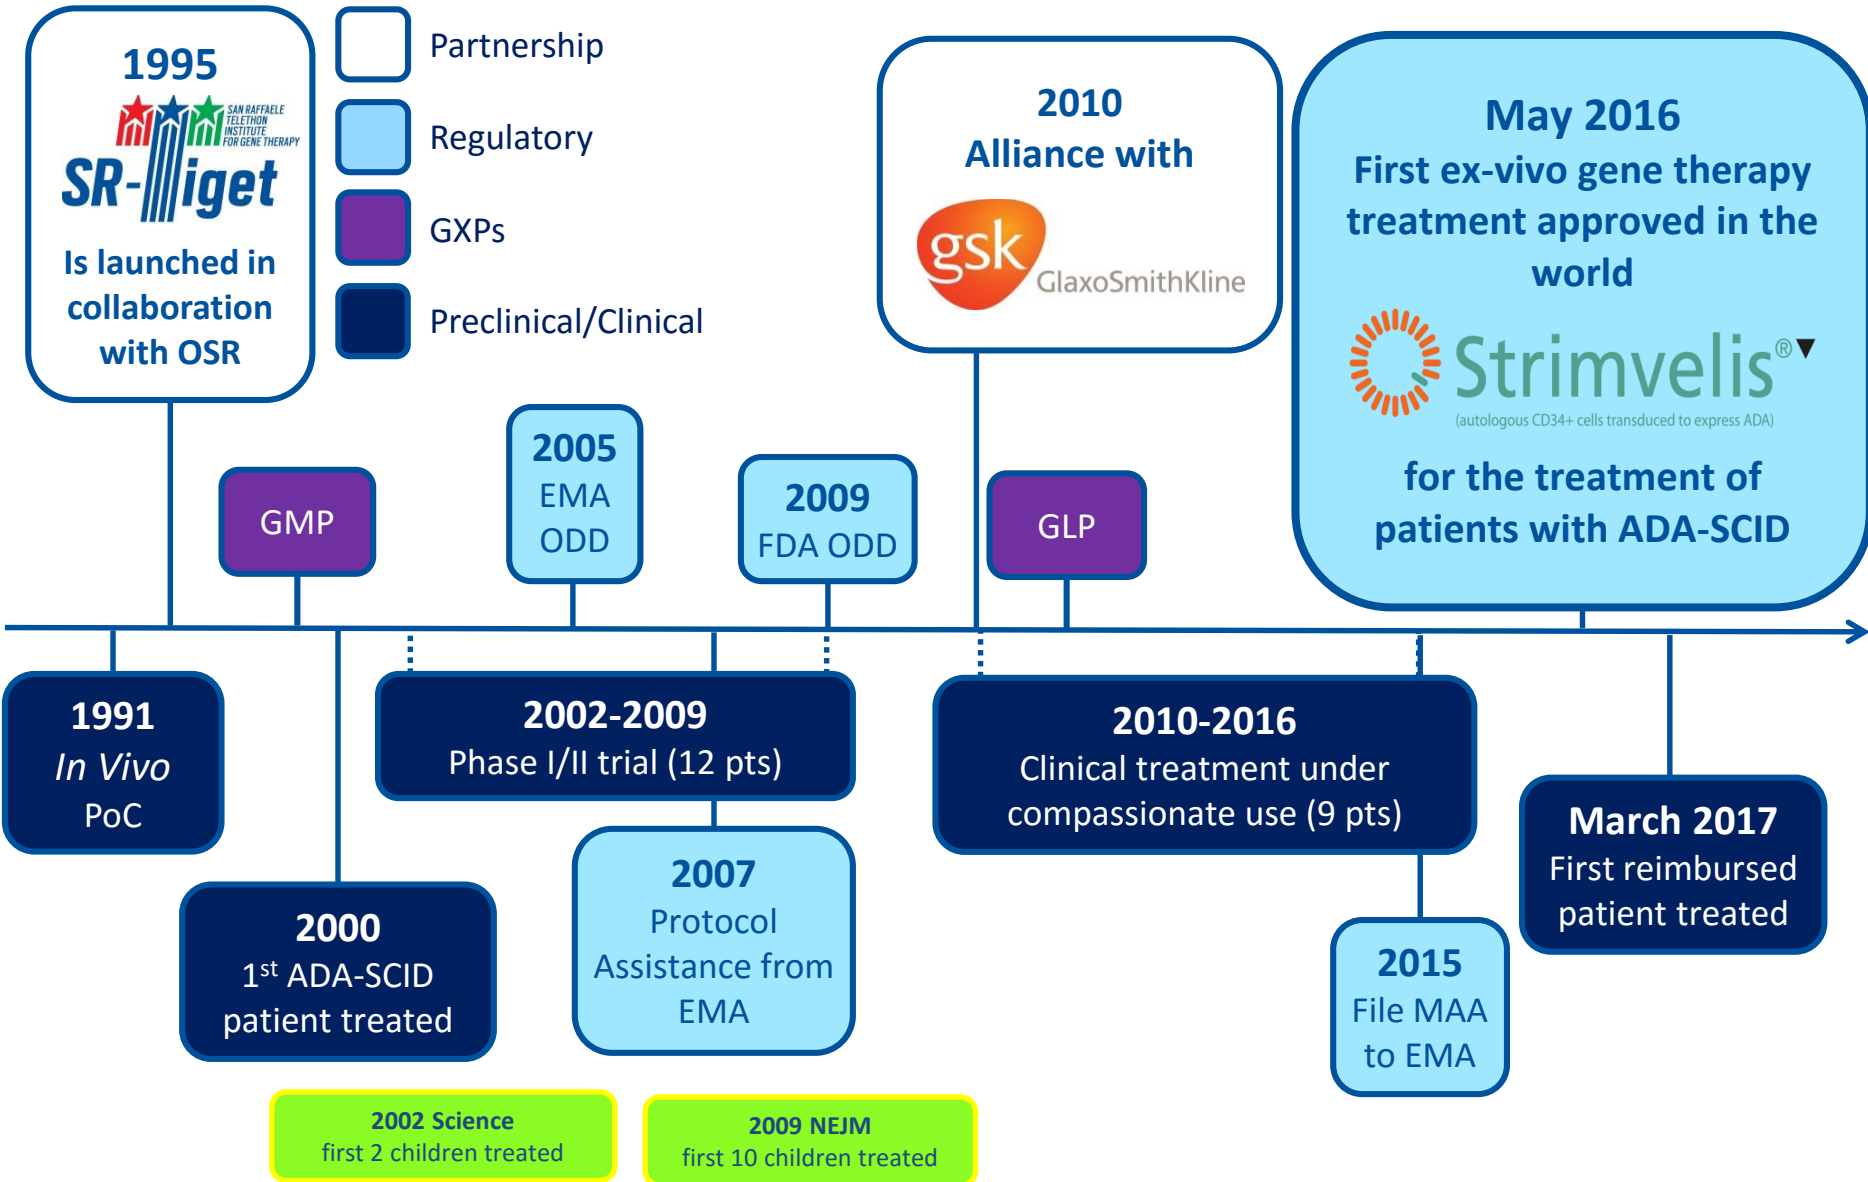 1995
SAN RAFFAELE
TELETHON
INSTITUTE
FOR GENE THERAPY
SR-Tiget
Is launched in
collaboration
with OSR
Partnership
Regulatory
GXPs
Preclinical/Clinical
2010
Alliance with
gsk
GlaxoSmithKline
May 2016
First ex-vivo gene therapy
treatment approved in the
world
Strimvelis®▼
(autologous CD34+ cells transduced to express ADA)
for the treatment of
patients with ADA-SCID
GMP
2005
EMA
ODD
2009
FDA ODD
GLP
1991
In Vivo
PoC
2000
1st ADA-SCID
patient treated
2002-2009
Phase I/II trial (12 pts)
2007
Protocol
Assistance from
EMA
2010-2016
Clinical treatment under
compassionate use (9 pts)
2015
File MAA
to EMA
March 2017
First reimbursed
patient treated
2002 Science
first 2 children treated
2009 NEJM
first 10 children treated